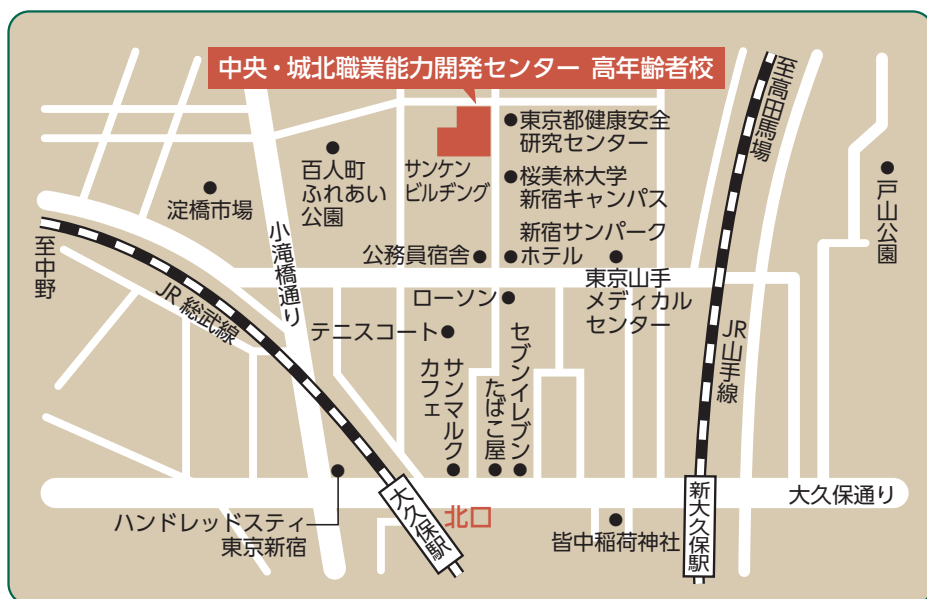 中央・城北職業能力開発センター 高年齢者校
至高田馬場
東京都健康安全
研究センター
百人町
ふれあい
公園
サンケン
ビルヂング
桜美林大学
新宿キャンパス
淀橋市場
戸山公園
小滝橋通り
新宿サンパーク
ホテル
公務員宿舎
至中野
東京山手
メディカル
センター
JR総武線
ローソン
テニスコート
JR山手線
サンマルク
カフェ
たばこ屋
セブンイレブン
大久保通り
大久保駅
北口
新大久保駅
ハンドレッドスティ
東京新宿
皆中稲荷神社